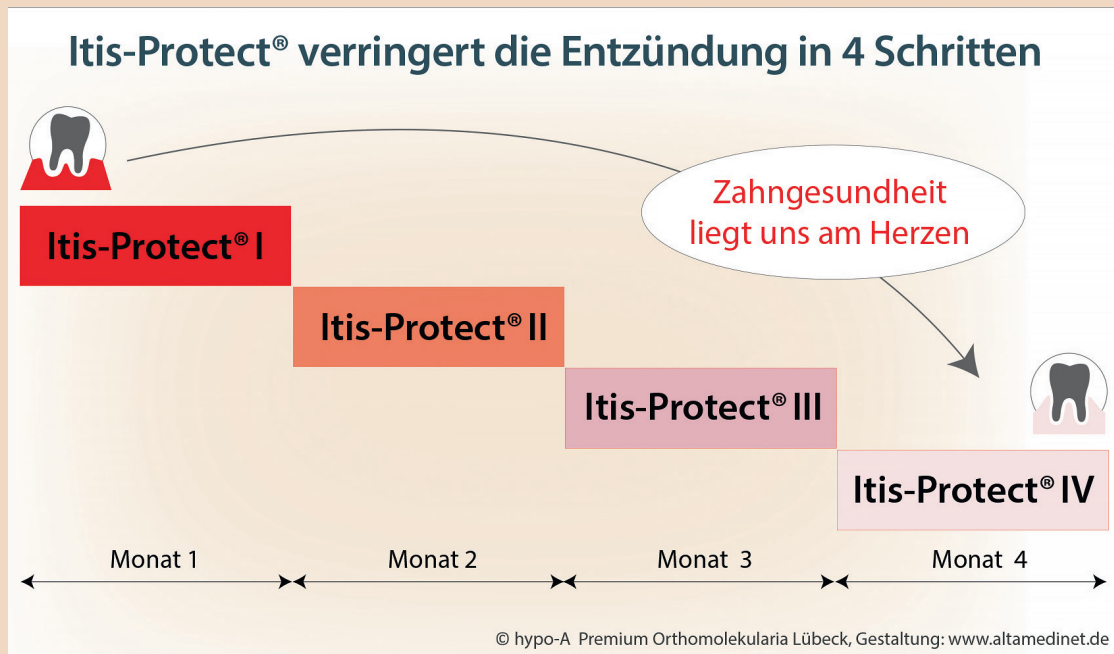 Itis-Protect® verringert die Entzündung in 4 Schritten
Zahngesundheit
liegt uns am Herzen
Itis-Protect® I
Itis-Protect® II
Itis-Protect® III
Itis-Protect® IV
Monat 1
Monat 2
Monat 3
Monat 4
© hypo-A Premium Orthomolekularia Lübeck, Gestaltung: www.altamedinet.de